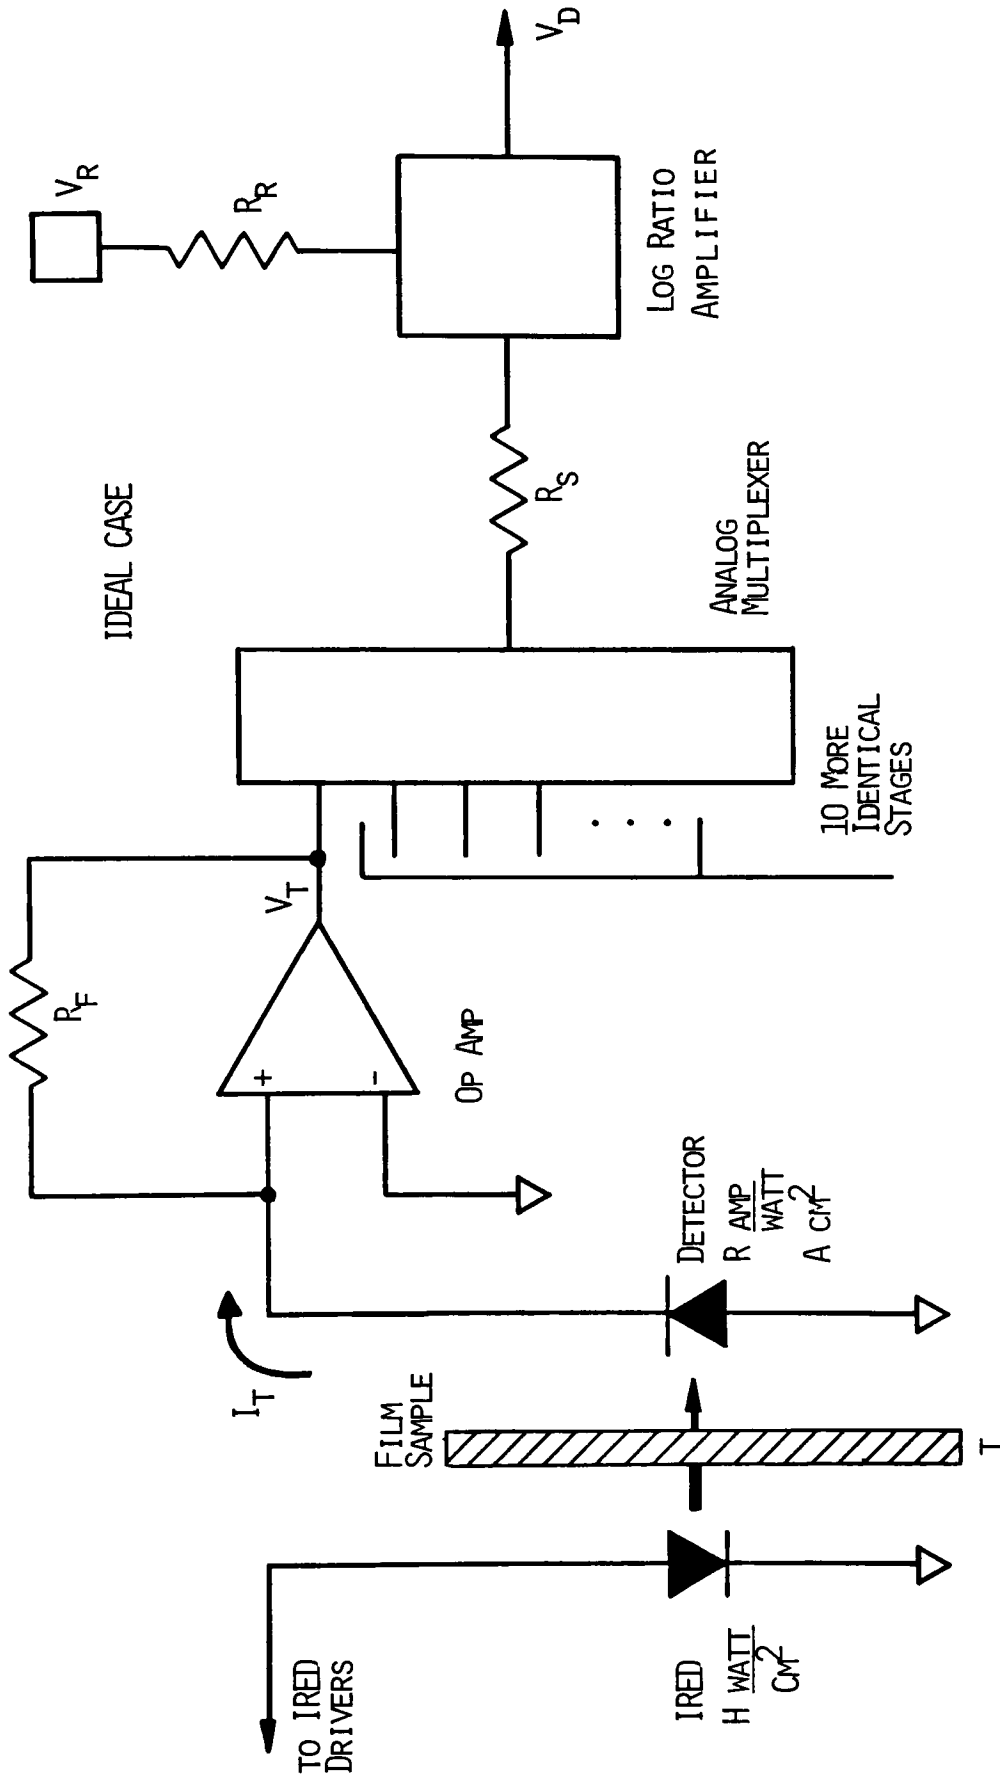 IDEAL CASE
V_R
R_R
V_D
LOG RATIO
AMPLIFIER
R_S
ANALOG
MULTIPLEXER
10 MORE
IDENTICAL
STAGES
R_F
V_T
+
-
OP AMP
I_T
DETECTOR
R AMP
WATT
A CM²
FILM
SAMPLE
T
TO IRED
DRIVERS
IRED
H WATT
CM²